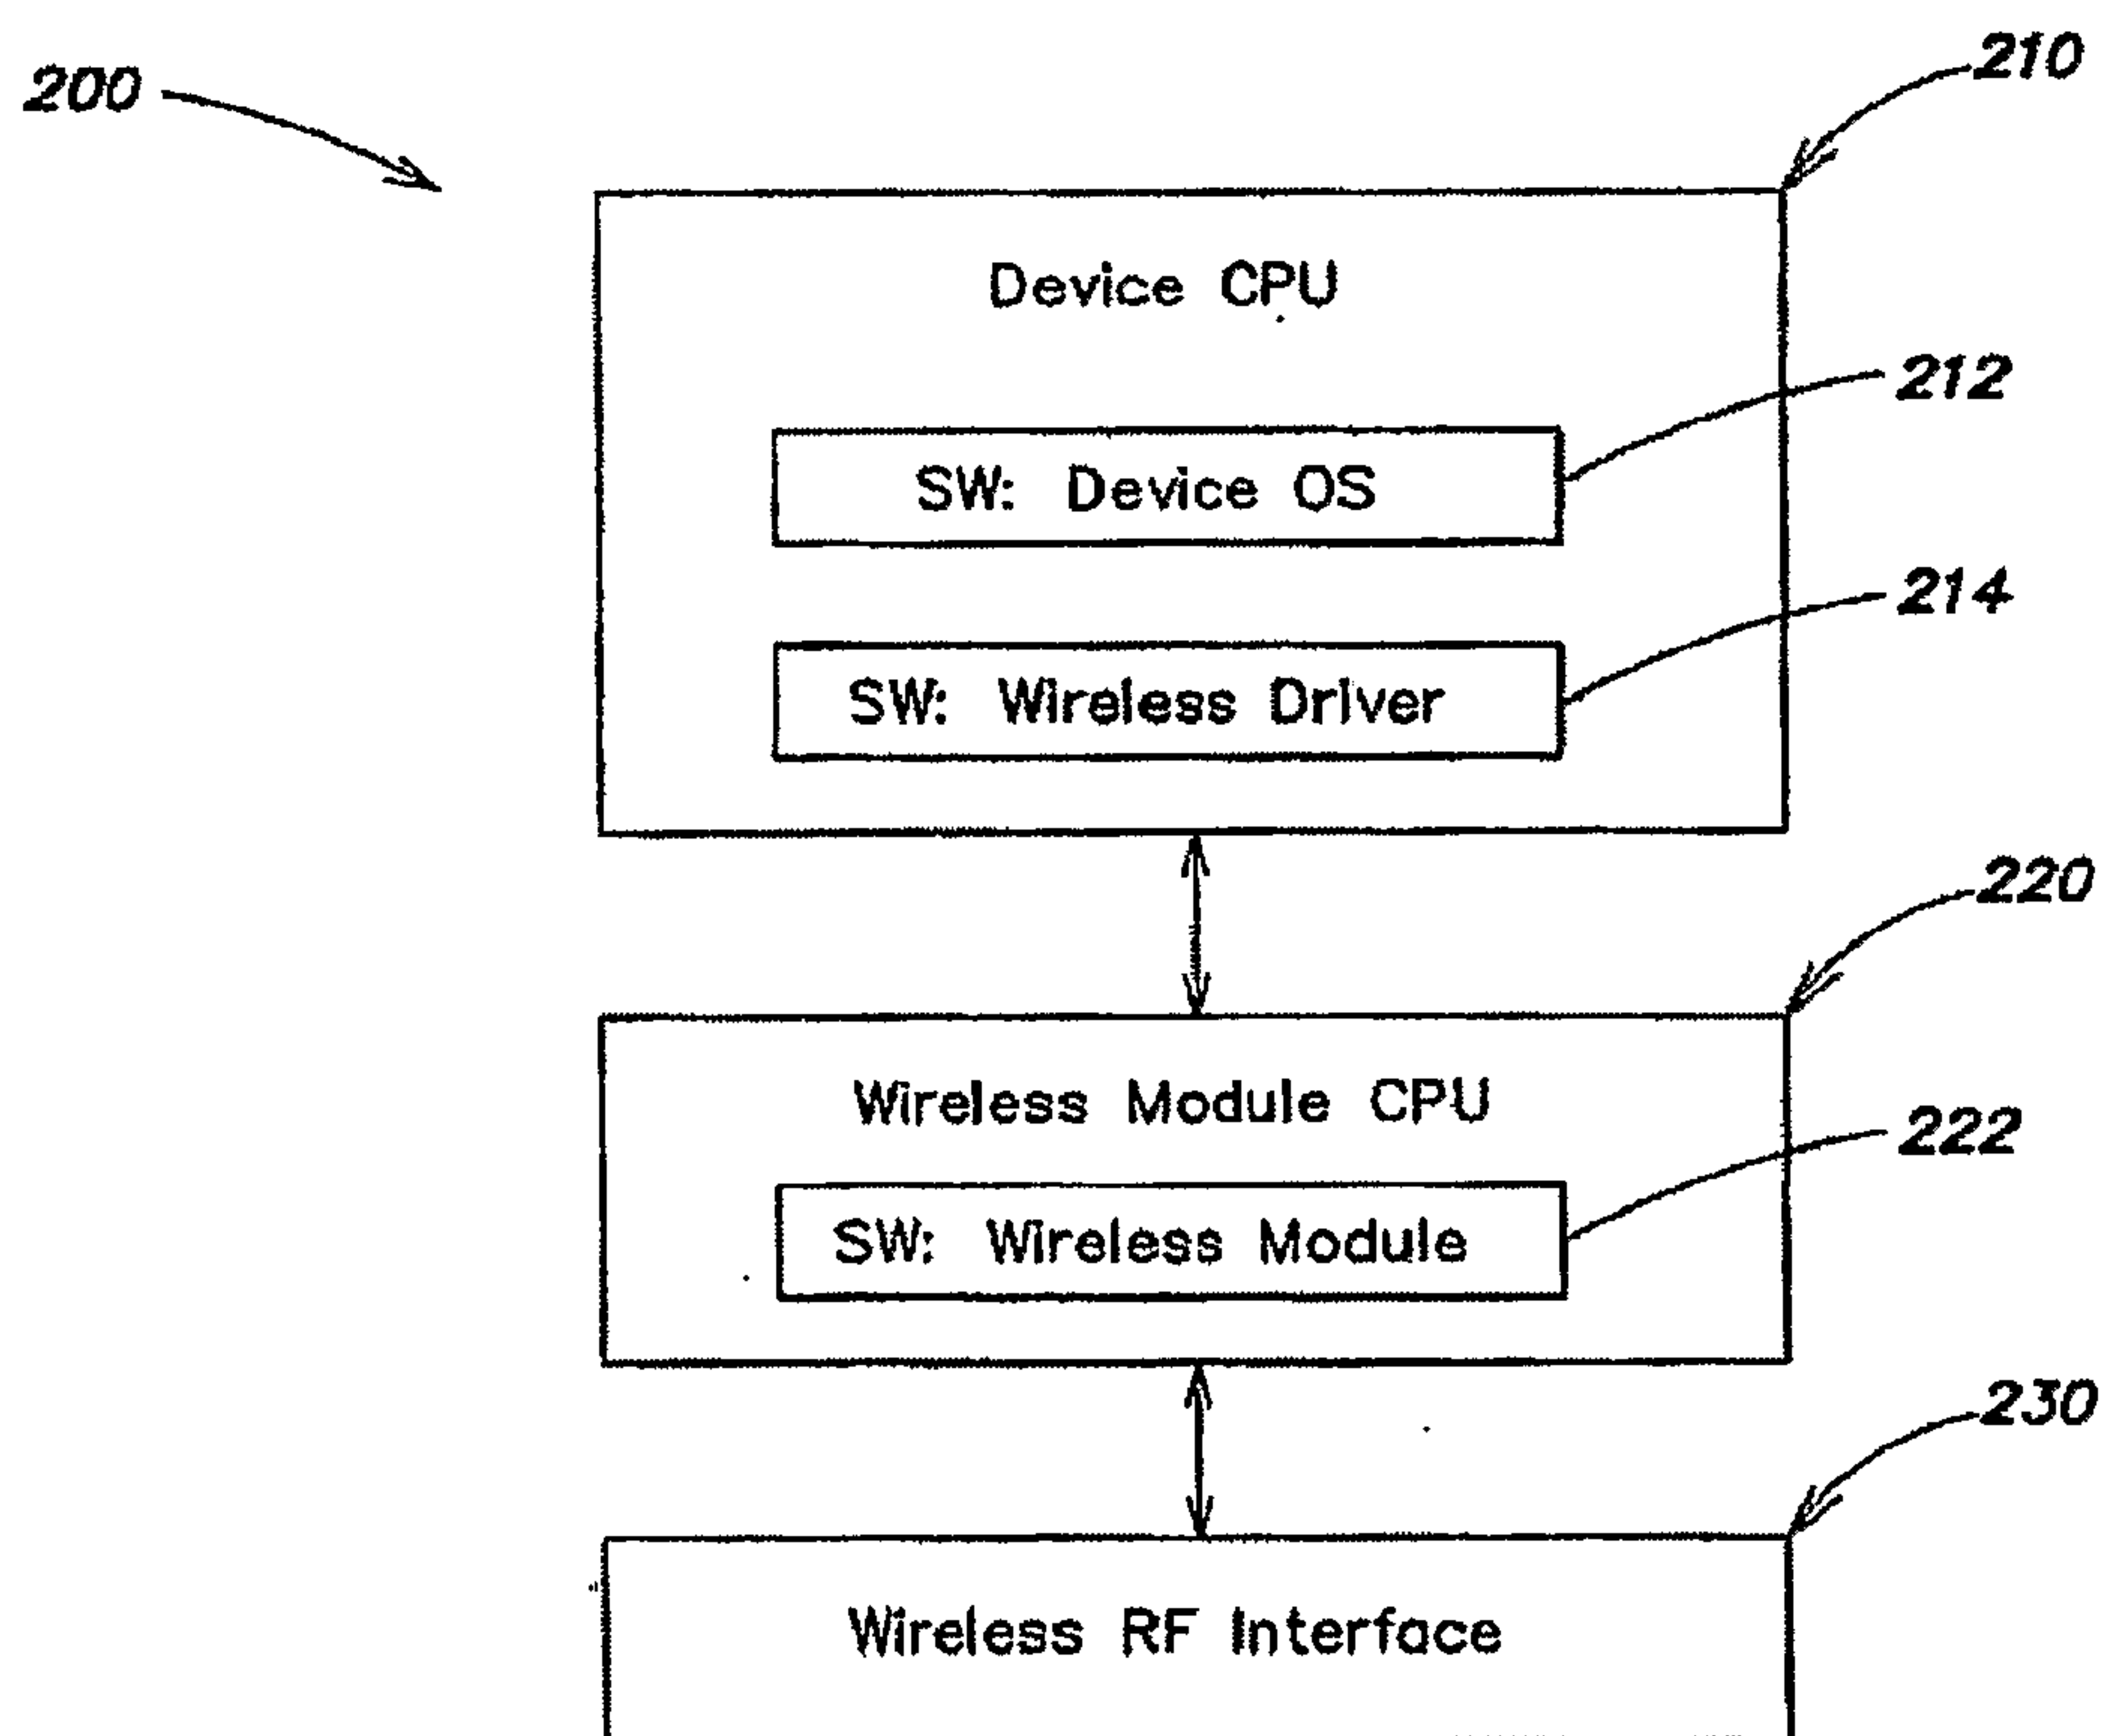 200
210
Device CPU
212
SW: Device OS
214
SW: Wireless Driver
220
Wireless Module CPU
222
SW: Wireless Module
230
Wireless RF Interface